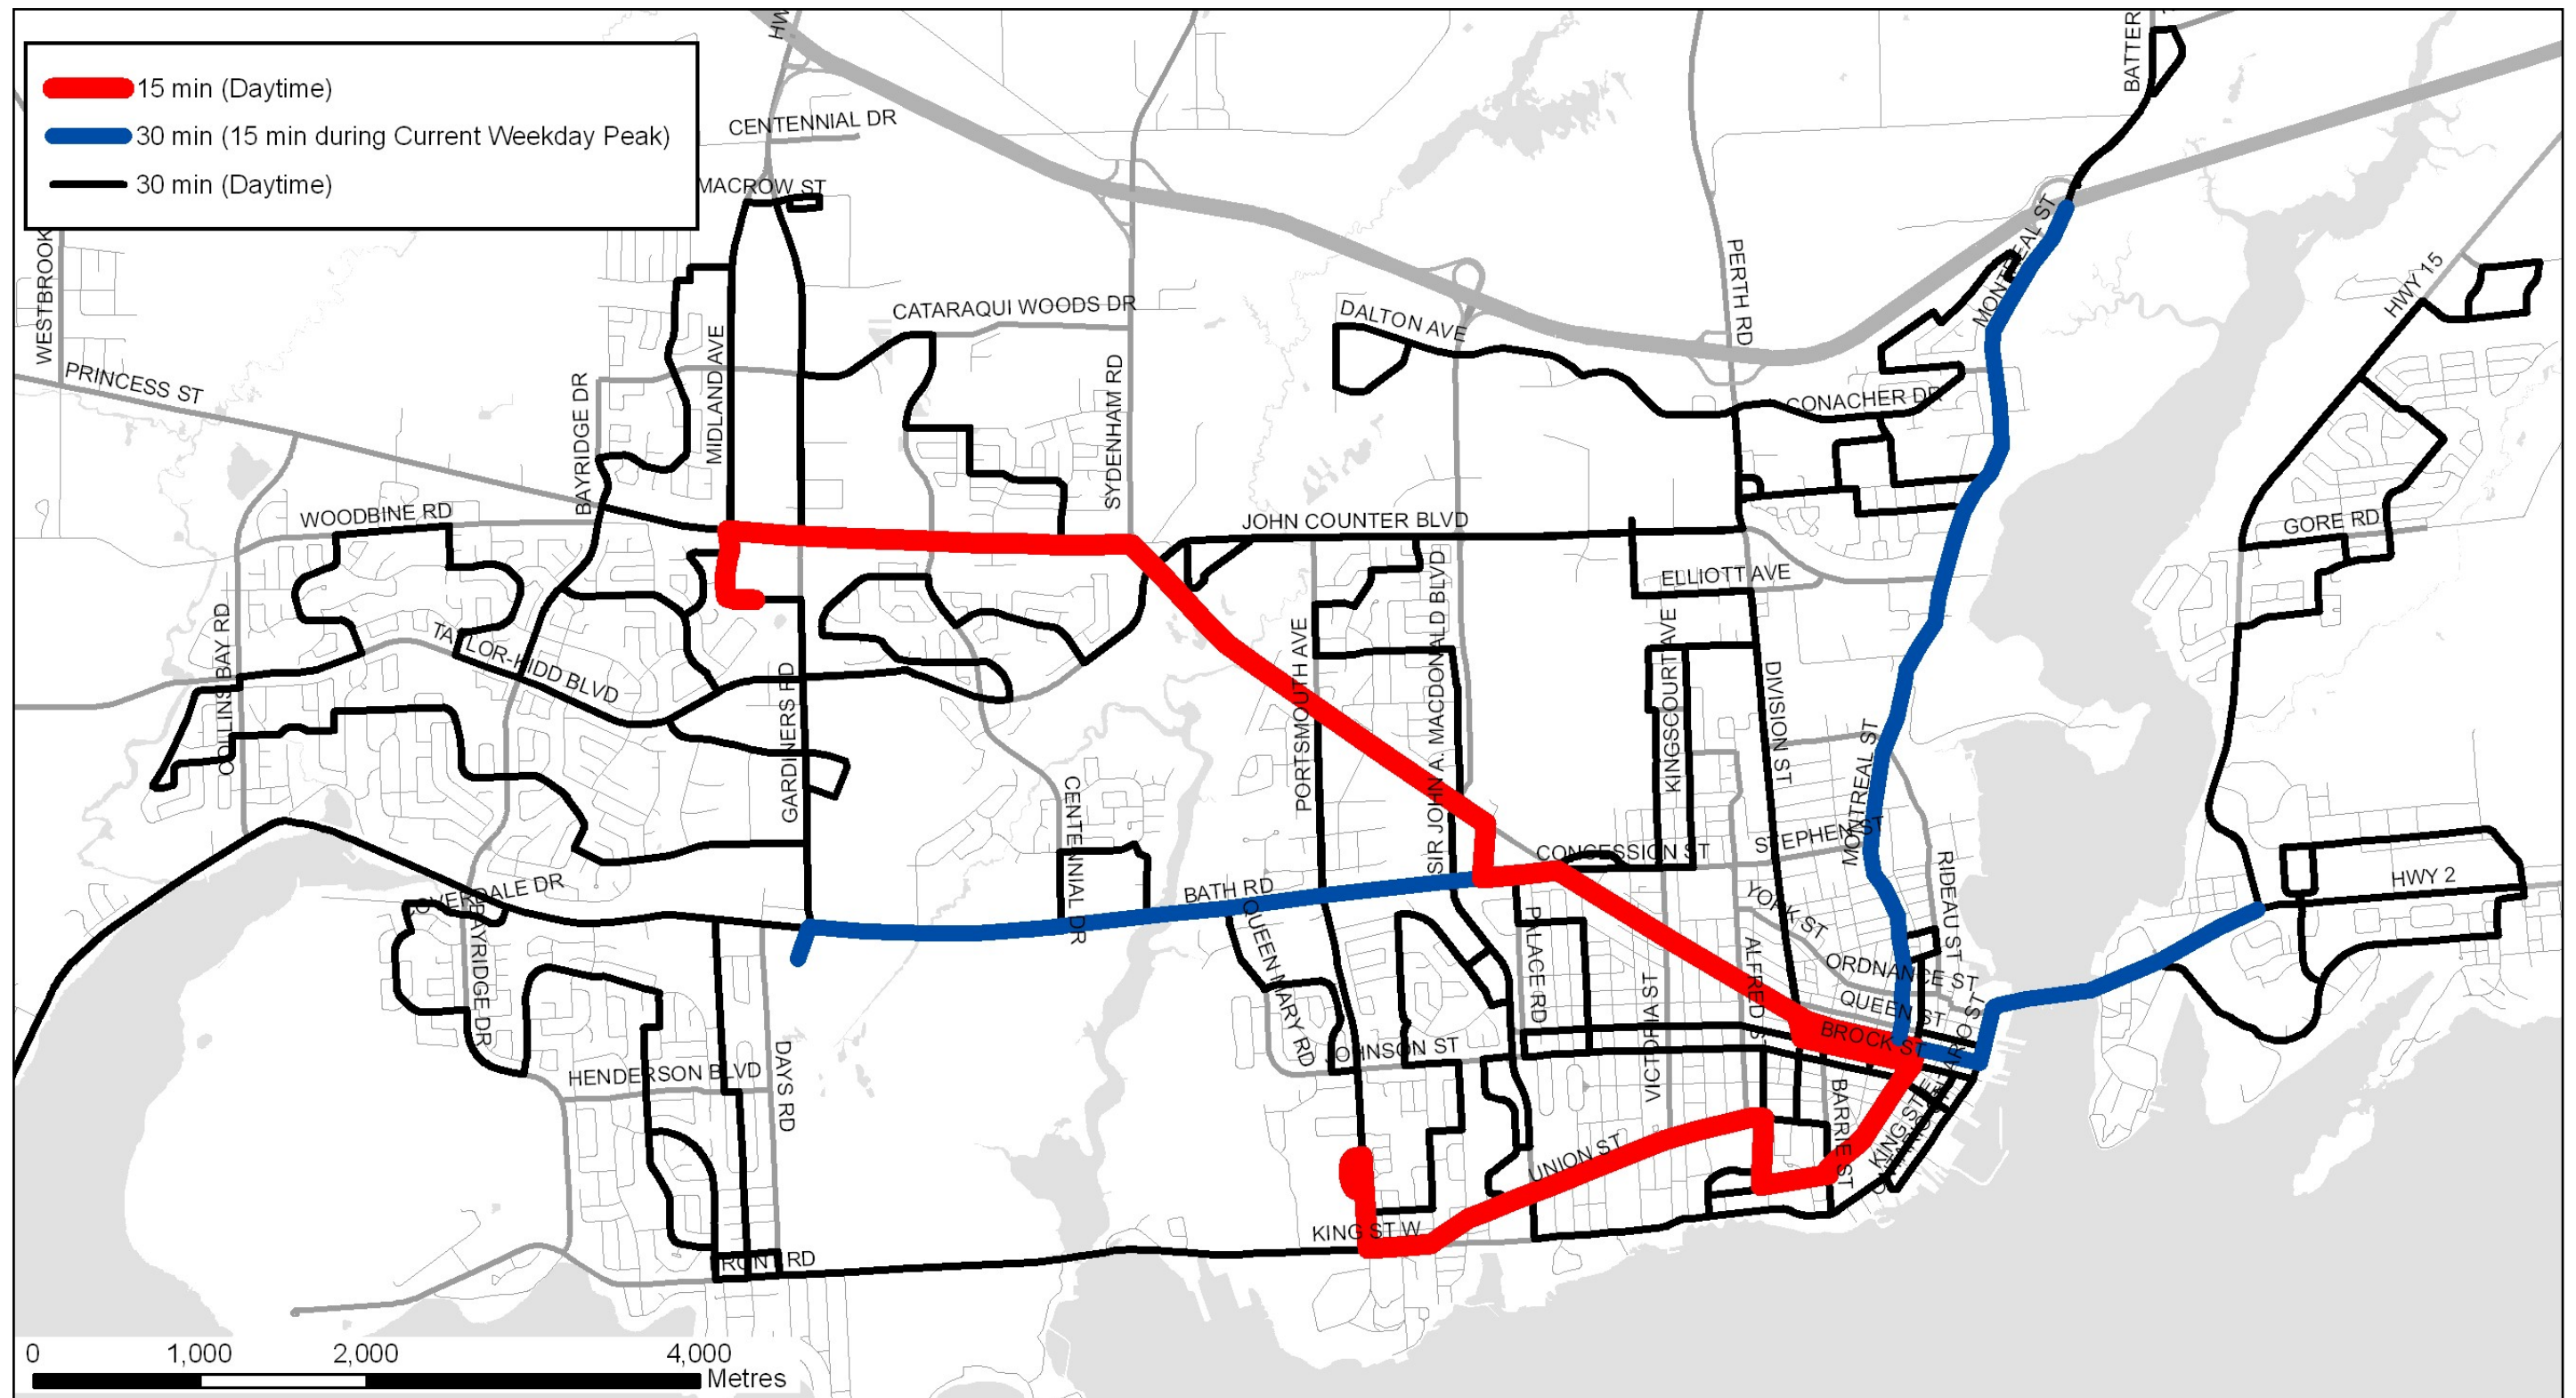 15 min (Daytime)
30 min (15 min during Current Weekday Peak)
30 min (Daytime)
HW
BATTER
CENTENNIAL DR
MACROW ST
WESTBROOK
PERTH RD
MONTREAL ST
HWY 15
CATARAQUI WOODS DR
DALTON AVE
PRINCESS ST
BAYRIDGE DR
MIDLAND AVE
SYDENHAM RD
CONACHER DR
WOODBINE RD
JOHN COUNTER BLVD
GORE RD
ELLIOTT AVE
COLLINS BAY RD
TAYLOR-KIDD BLVD
GARDINERS RD
PORTSMOUTH AVE
SIR JOHN A. MACDONALD BLVD
KINGSCOURT AVE
DIVISION ST
MONTREAL ST
CENTENNIAL DR
CONCESSION ST
STEPHEN ST
RIDEAU ST
HWY 2
BATH RD
YORK ST
BAYRIDGE DR
QUEEN MARY RD
PALACE RD
VICTORIA ST
ALFRED S
ORDNANCE ST
QUEEN ST
BROCK ST
JOHNSON ST
HENDERSON BLVD
DAYS RD
BARRIE ST
UNION ST
KING ST W
0
1,000
2,000
4,000
Metres